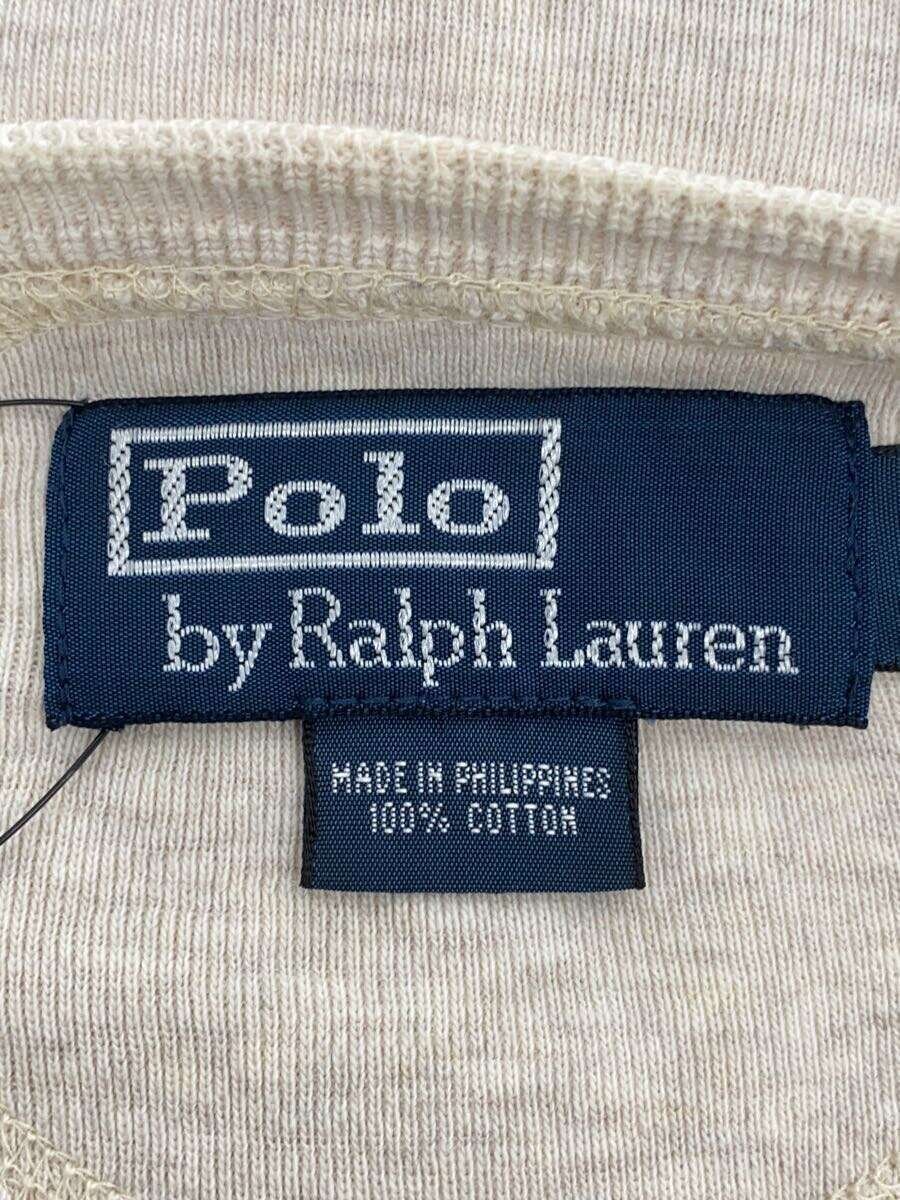 Polo
by Ralph Lauren
MADE IN PHILIPPINES
100% COTTON